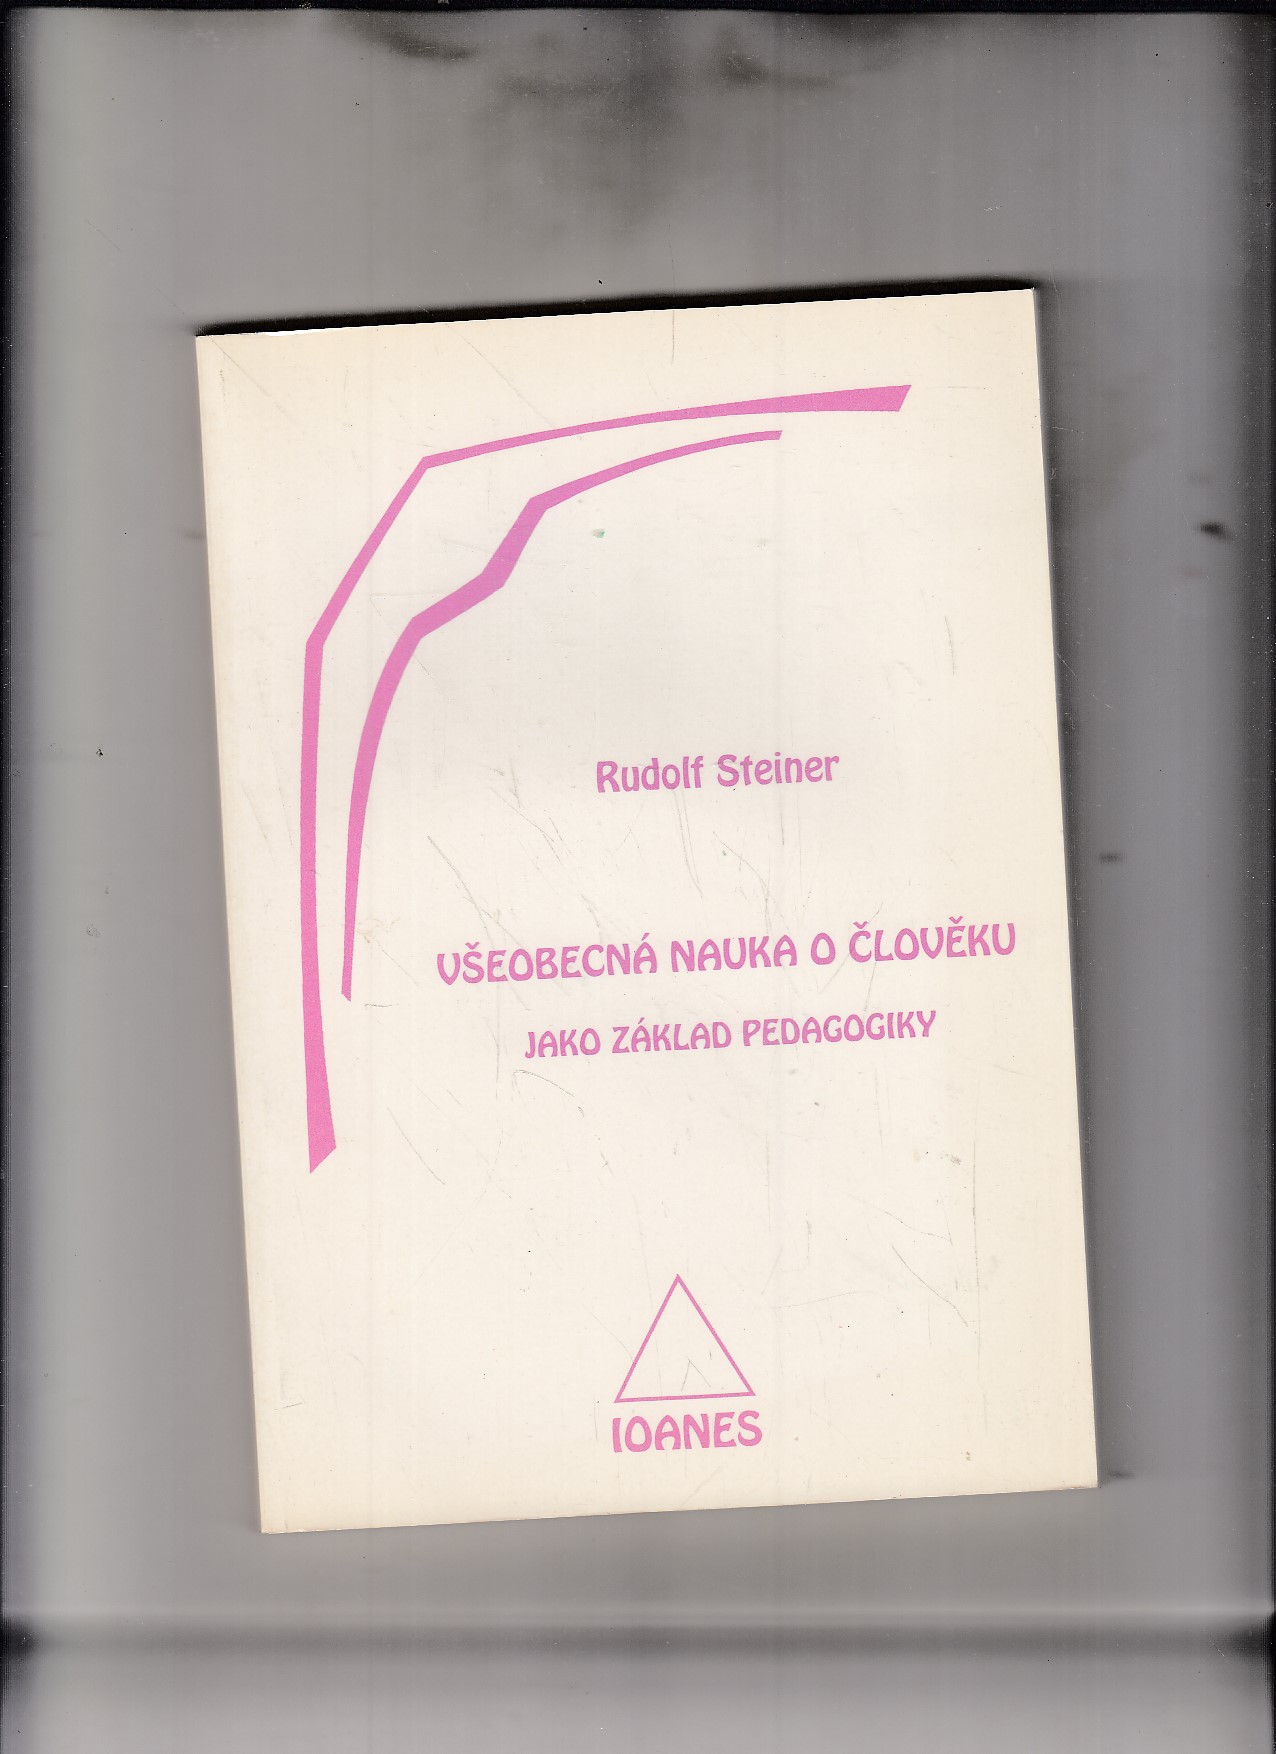 Rudolf Steiner
VŠEOBECNÁ NAUKA O ČLOVĚKU
JAKO ZÁKLAD PEDAGOGIKY
IOANES